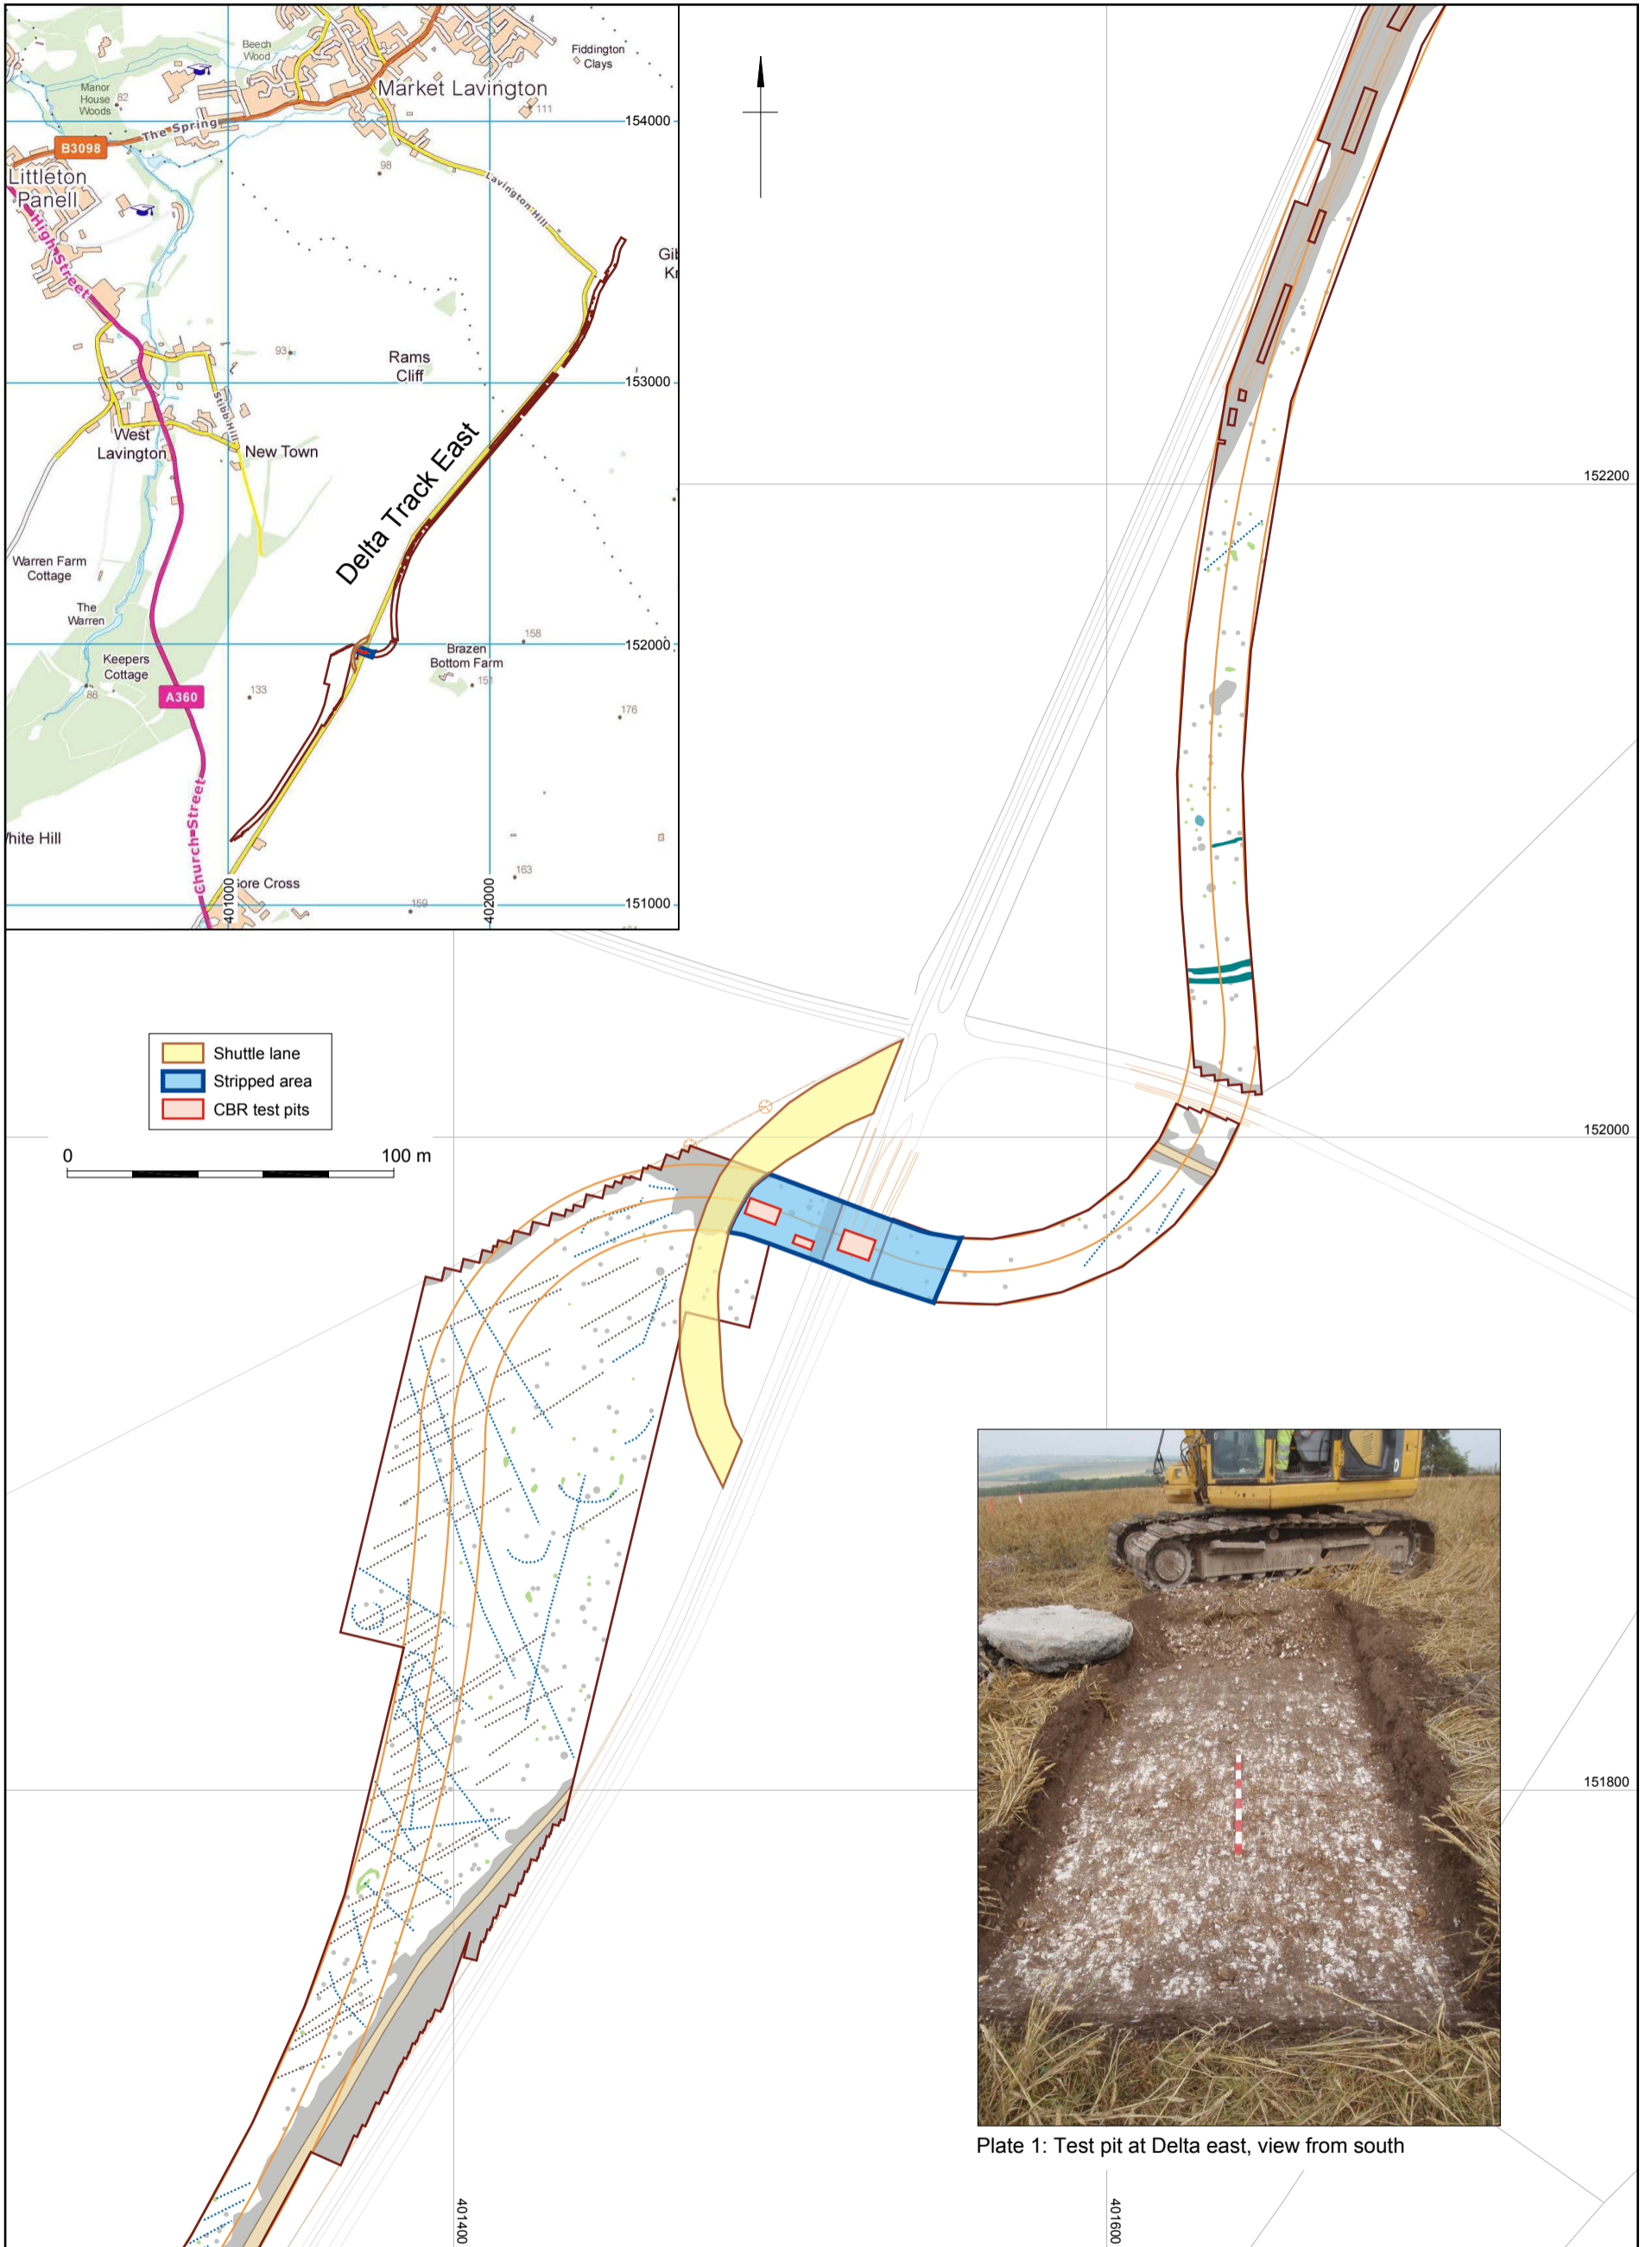 Beech
Wood
Fiddington
Clays
Manor
House
Woods
82
Market Lavington
111
The Spring
154000
B3098
98
Littleton
Panell
Lavington Hill
High Street
93
Rams
Cliff
153000
Stibb Hill
West
Lavington
New Town
Delta Track East
Warren Farm
Cottage
The
Warren
158
152000
Keepers
Cottage
Brazen
Bottom Farm
151
88
A360
133
176
Church Street
163
401000
402000
159
151000
152200
Shuttle lane
Stripped area
CBR test pits
0
100 m
152000
151800
Plate 1: Test pit at Delta east, view from south
401400
401600